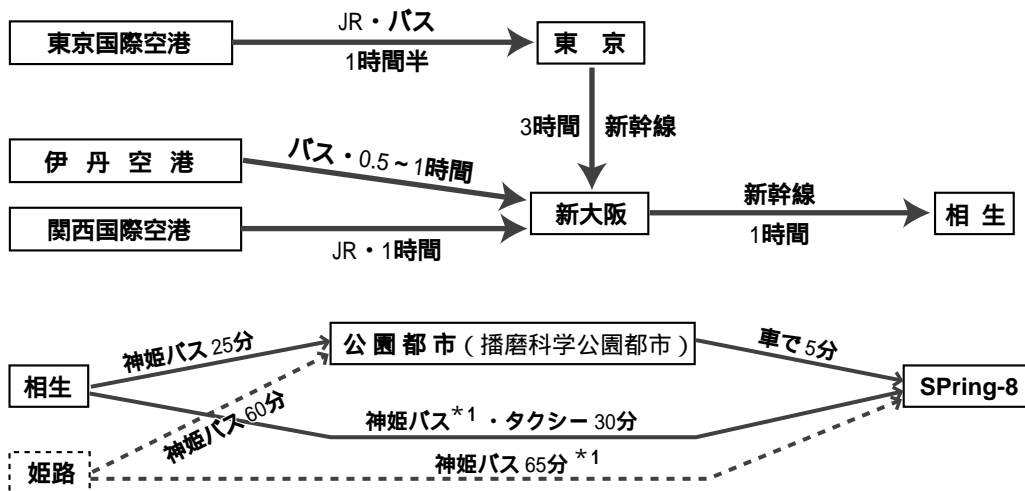 東京国際空港
JR・バス
1時間半
東 京
3時間 新幹線
伊 丹 空 港
バス・0.5～1時間
関西国際空港
JR・1時間
新大阪
新幹線
1時間
相 生
神姫バス 25分
公 園 都 市（播磨科学公園都市）
車で 5分
相生
SPring-8
神姫バス 60分
神姫バス*1 ・タクシー 30分
姫路
神姫バス 65分 *1